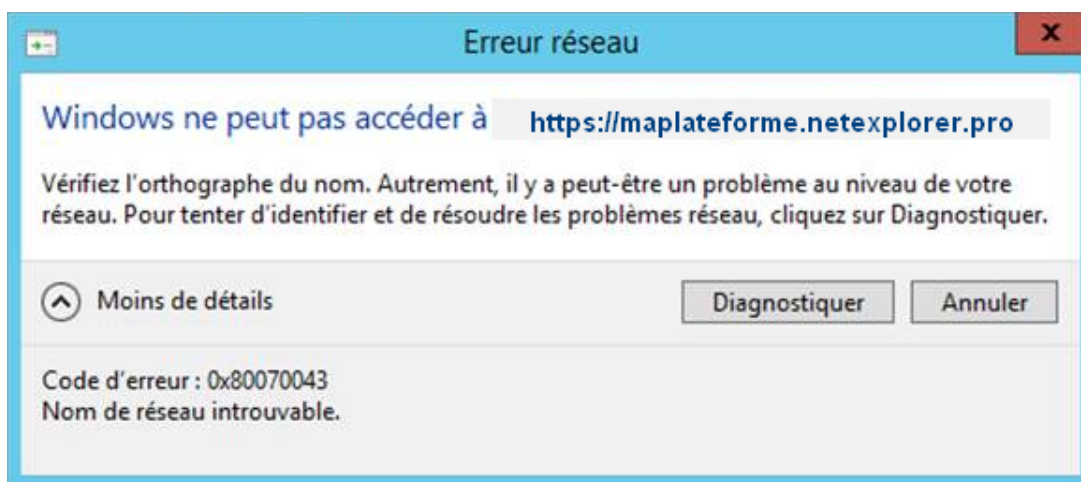 Erreur réseau
Windows ne peut pas accéder à https://maplateforme.netexplorer.pro
Vérifiez l'orthographe du nom. Autrement, il y a peut-être un problème au niveau de votre
réseau. Pour tenter d'identifier et de résoudre les problèmes réseau, cliquez sur Diagnostiquer.
Moins de détails
Diagnostiquer
Annuler
Code d'erreur : 0x80070043
Nom de réseau introuvable.